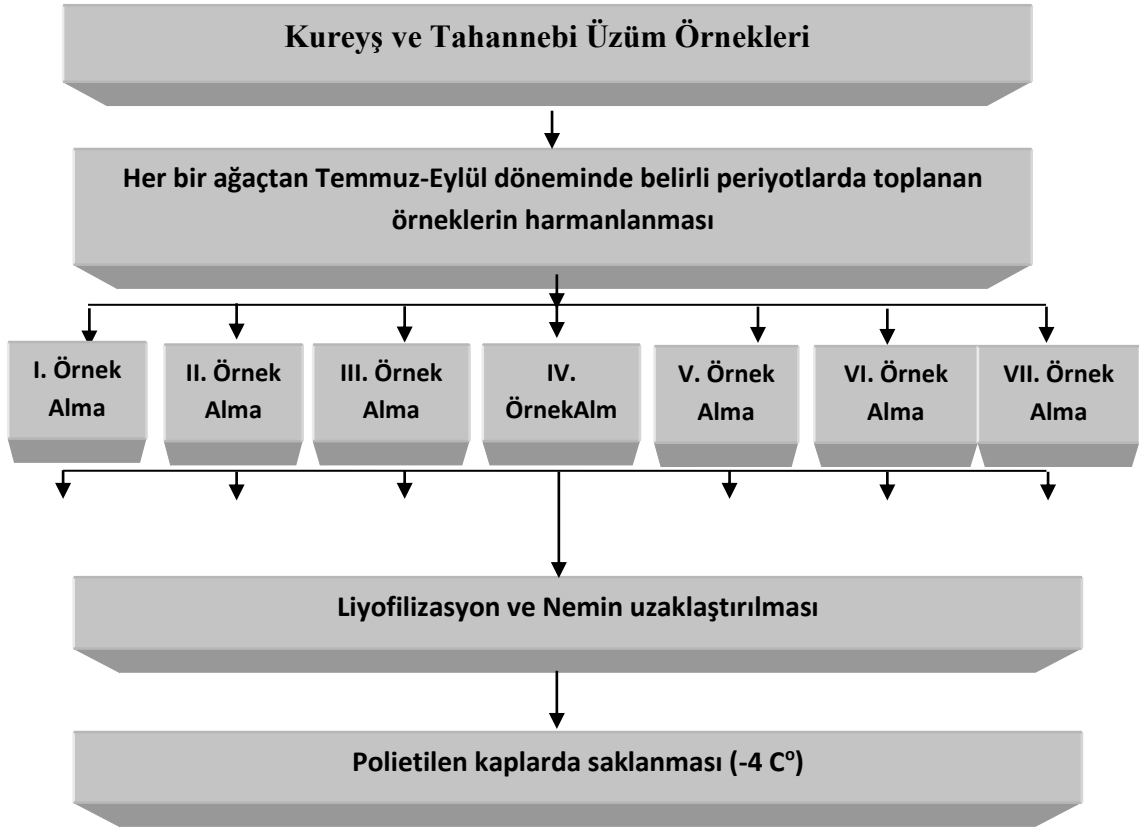 Kureyş ve Tahannebi Üzüm Örnekleri
Her bir ağaçtan Temmuz-Eylül döneminde belirli periyotlarda toplanan
örneklerin harmanlanması
I. Örnek
Alma
II. Örnek
Alma
III. Örnek
Alma
IV.
ÖrnekAlm
V. Örnek
Alma
VI. Örnek
Alma
VII. Örnek
Alma
Liyofilizasyon ve Nemin uzaklaştırılması
Polietilen kaplarda saklanması (-4 Cº)